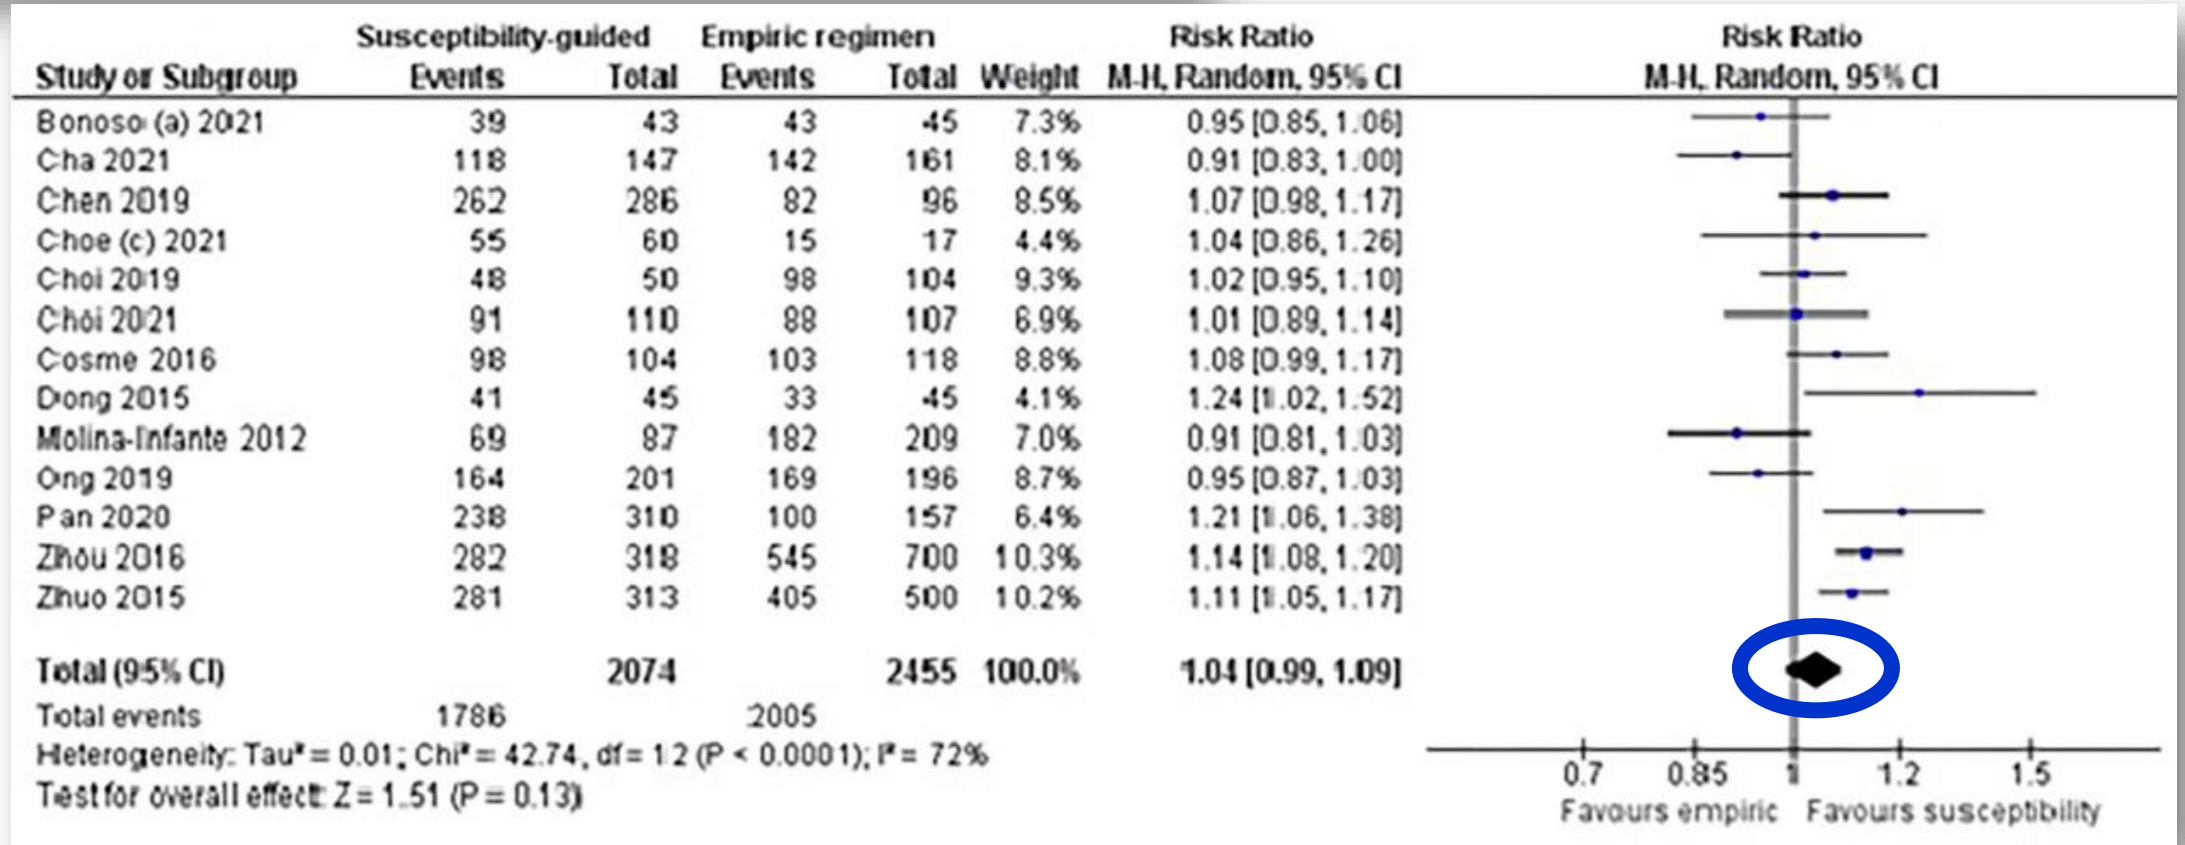 Susceptibility-guided Empiric regimen Risk Ratio Risk Ratio
Study or Subgroup Events Total Events Total Weight M-H, Random, 95% CI M-H, Random, 95% CI
Bonoso (a) 2021 39 43 43 45 7.3% 0.95 [0.85, 1.06]
Cha 2021 118 147 142 161 8.1% 0.91 [0.83, 1.00]
Chen 2019 262 286 82 96 8.5% 1.07 [0.98, 1.17]
Choe (c) 2021 55 60 15 17 4.4% 1.04 [0.86, 1.26]
Choi 2019 48 50 98 104 9.3% 1.02 [0.95, 1.10]
Choi 2021 91 110 88 107 6.9% 1.01 [0.89, 1.14]
Cosme 2016 98 104 103 118 8.8% 1.08 [0.99, 1.17]
Dong 2015 41 45 33 45 4.1% 1.24 [1.02, 1.52]
Molina-Infante 2012 69 87 182 209 7.0% 0.91 [0.81, 1.03]
Ong 2019 164 201 169 196 8.7% 0.95 [0.87, 1.03]
Pan 2020 238 310 100 157 6.4% 1.21 [1.06, 1.38]
Zhou 2016 282 318 545 700 10.3% 1.14 [1.08, 1.20]
Zhuo 2015 281 313 405 500 10.2% 1.11 [1.05, 1.17]
Total (95% CI) 2074 2455 100.0% 1.04 [0.99, 1.09]
Total events 1786 2005
Heterogeneity: Tau² = 0.01; Chi² = 42.74, df = 12 (P < 0.0001); I² = 72%
Test for overall effect: Z = 1.51 (P = 0.13)
0.7 0.85 1 1.2 1.5
Favours empiric Favours susceptibility